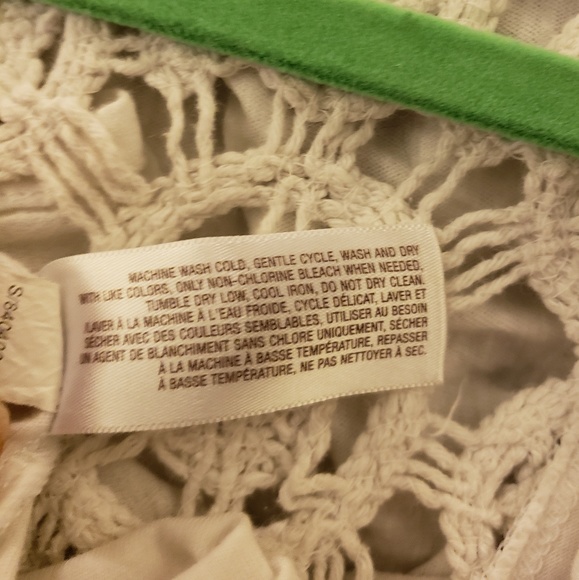 MACHINE WASH COLD, GENTLE CYCLE, WASH AND DRY
WITH LIKE COLORS, ONLY NON-CHLORINE BLEACH WHEN NEEDED,
TUMBLE DRY LOW, COOL IRON, DO NOT DRY CLEAN.
LAVER À LA MACHINE À L'EAU FROIDE, CYCLE DÉLICAT, LAVER ET
SÉCHER AVEC DES COULEURS SEMBLABLES, UTILISER AU BESOIN
UN AGENT DE BLANCHIMENT SANS CHLORE UNIQUEMENT, SÉCHER
À LA MACHINE À BASSE TEMPÉRATURE, REPASSER
À BASSE TEMPÉRATURE, NE PAS NETTOYER À SEC.